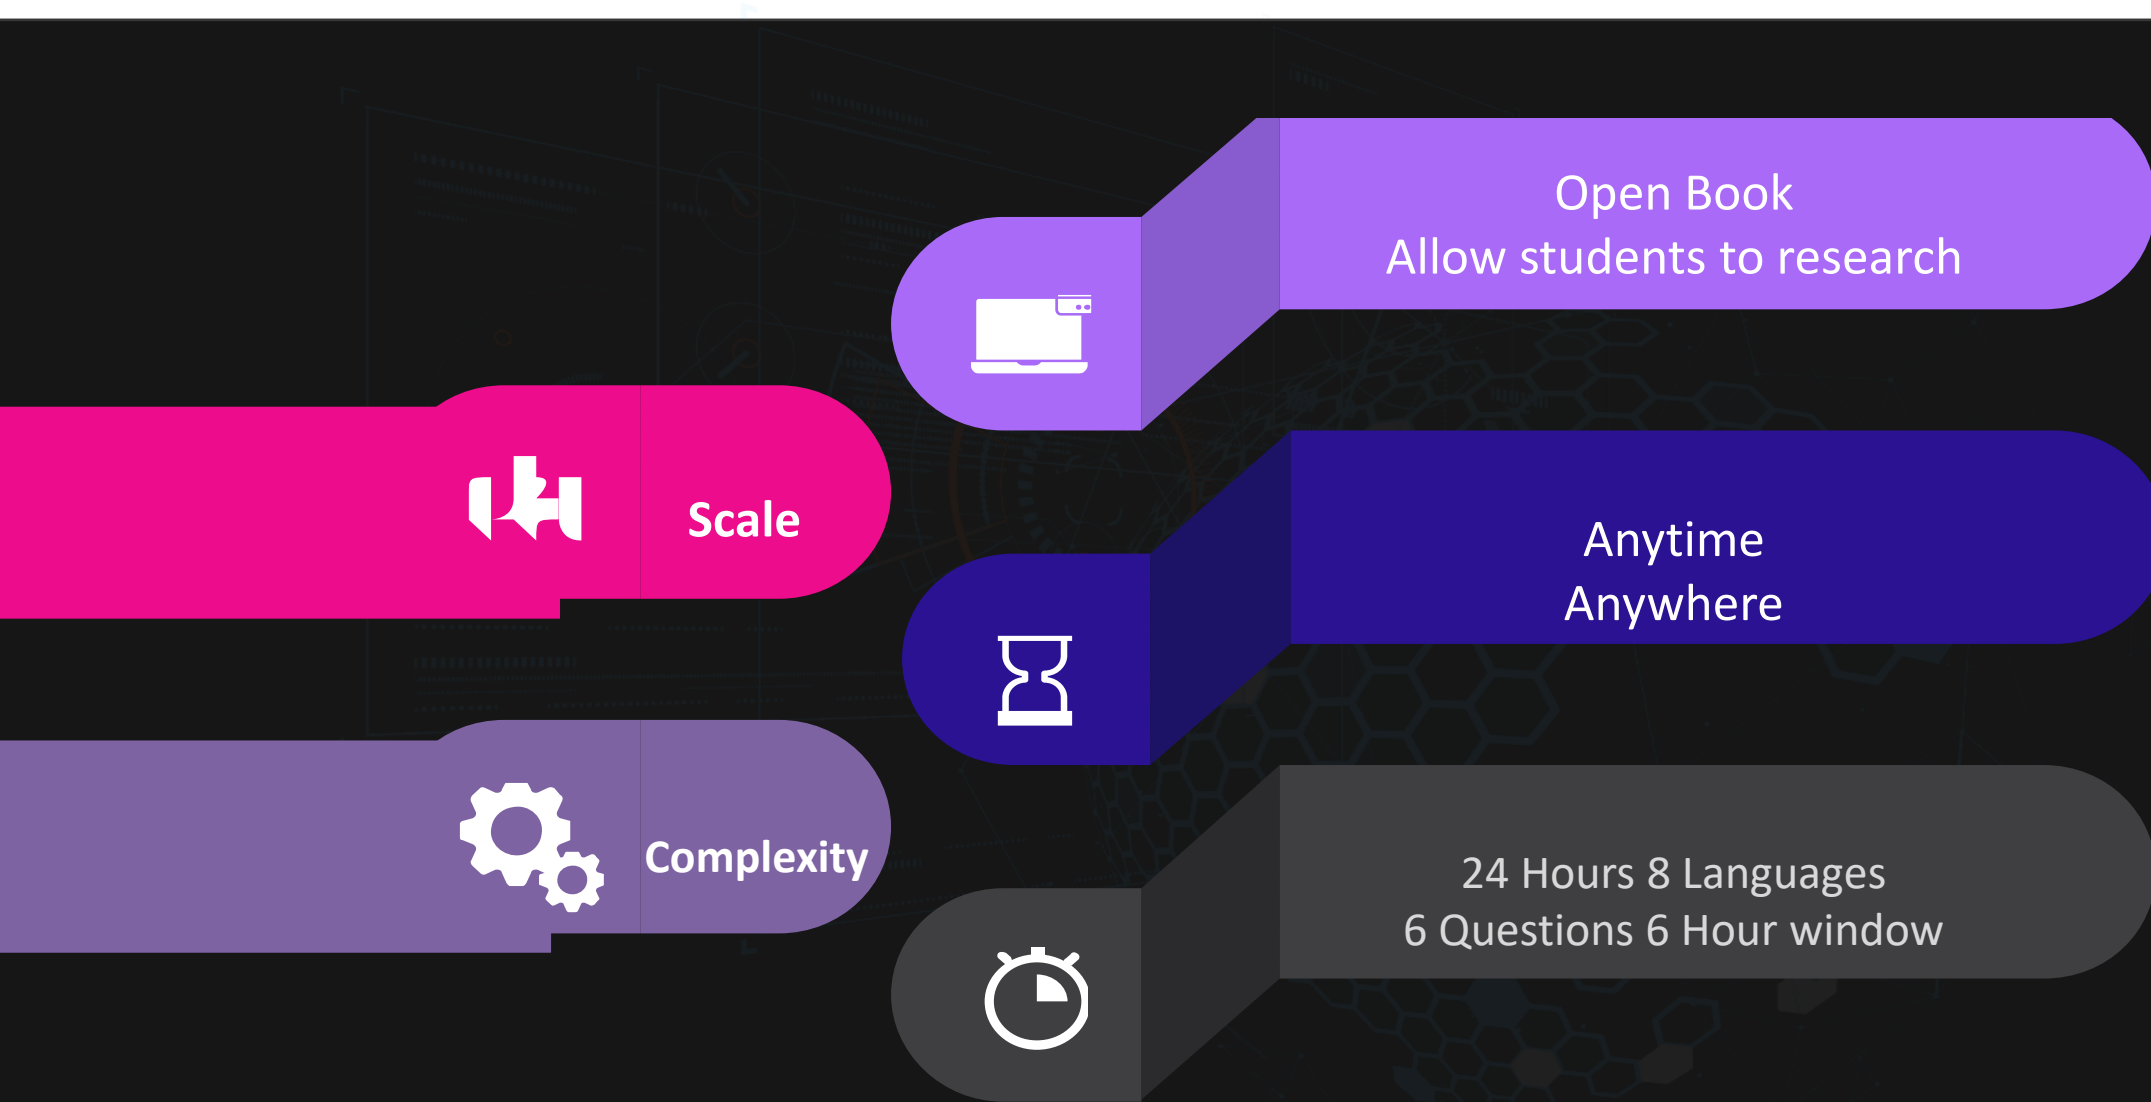 Open Book
Allow students to research
Scale
Anytime
Anywhere
Complexity
24 Hours 8 Languages
6 Questions 6 Hour window